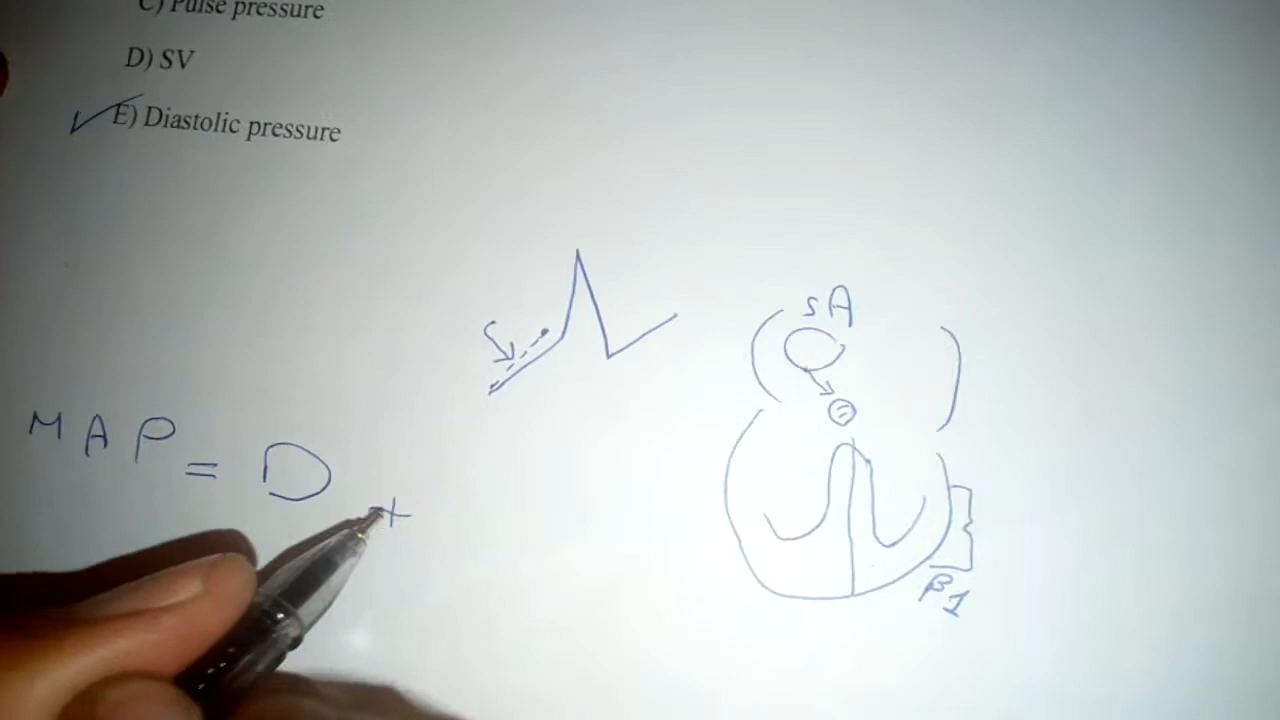 C) Pulse pressure
D) SV
E) Diastolic pressure
SA
MAP = D +
β1